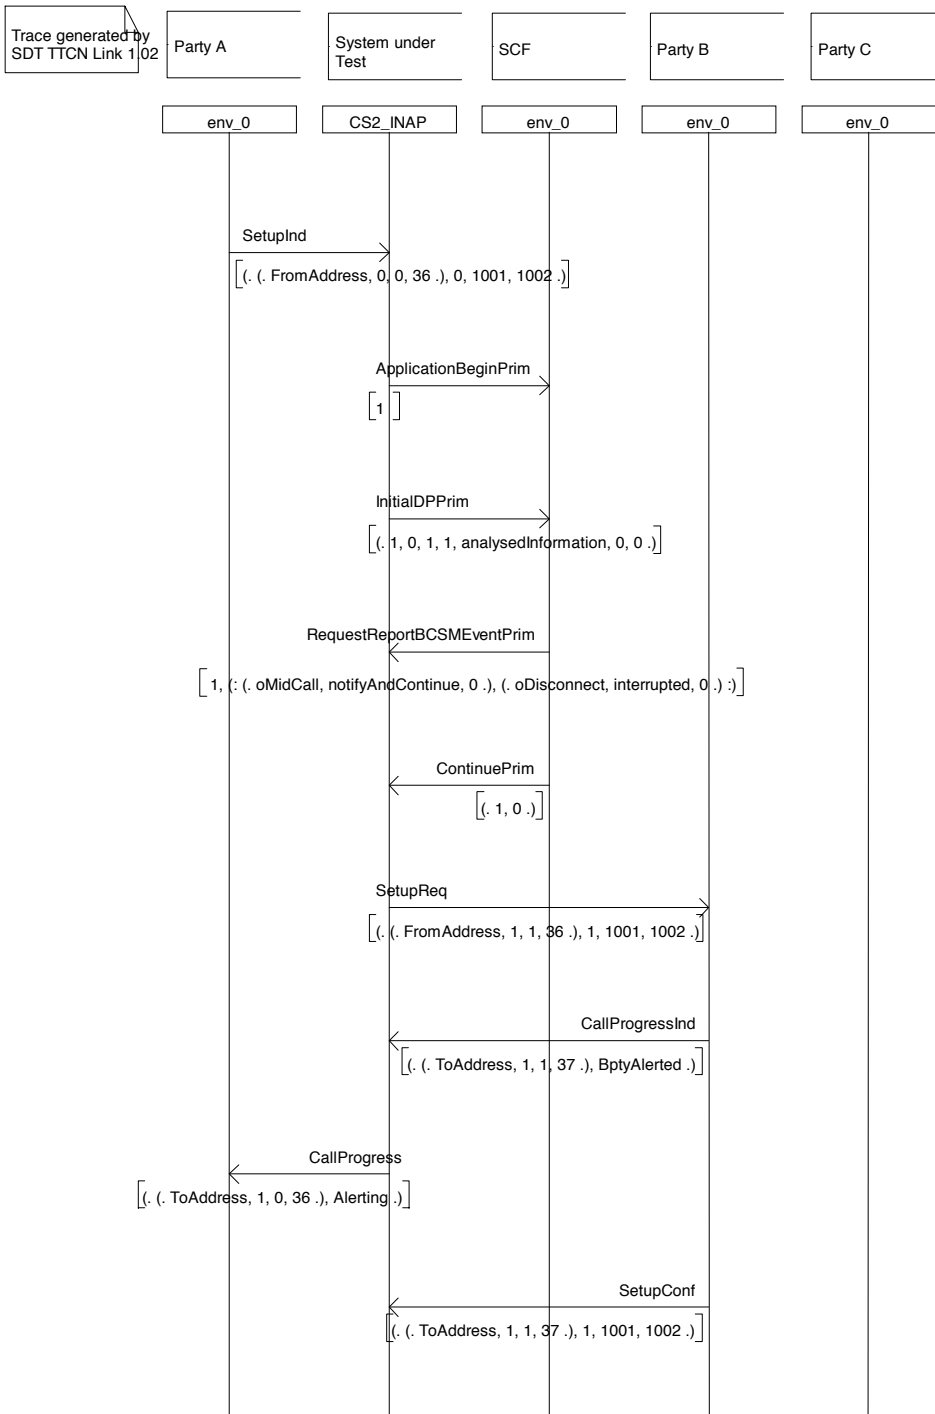 Trace generated by
SDT TTCN Link 1.02
Party A
System under
Test
SCF
Party B
Party C
env_0
CS2_INAP
env_0
env_0
env_0
SetupInd
(. (. FromAddress, 0, 0, 36 .), 0, 1001, 1002 .)
ApplicationBeginPrim
1
InitialDPPrim
(. 1, 0, 1, 1, analysedInformation, 0, 0 .)
RequestReportBCSMEventPrim
1, (: (. oMidCall, notifyAndContinue, 0 .), (. oDisconnect, interrupted, 0 .) :)
ContinuePrim
(. 1, 0 .)
SetupReq
(. (. FromAddress, 1, 1, 36 .), 1, 1001, 1002 .)
CallProgressInd
(. (. ToAddress, 1, 1, 37 .), BptyAlerted .)
CallProgress
(. (. ToAddress, 1, 0, 36 .), Alerting .)
SetupConf
(. (. ToAddress, 1, 1, 37 .), 1, 1001, 1002 .)